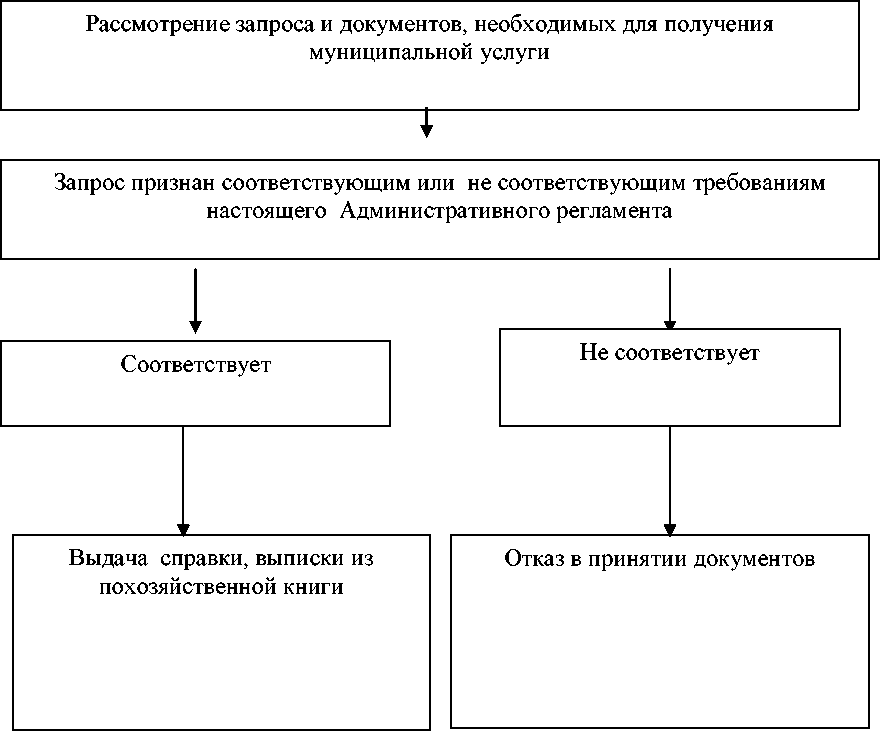 Рассмотрение запроса и документов, необходимых для получения
муниципальной услуги
Запрос признан соответствующим или  не соответствующим требованиям
настоящего  Административного регламента
Соответствует
Не соответствует
Выдача  справки, выписки из
похозяйственной книги
Отказ в принятии документов